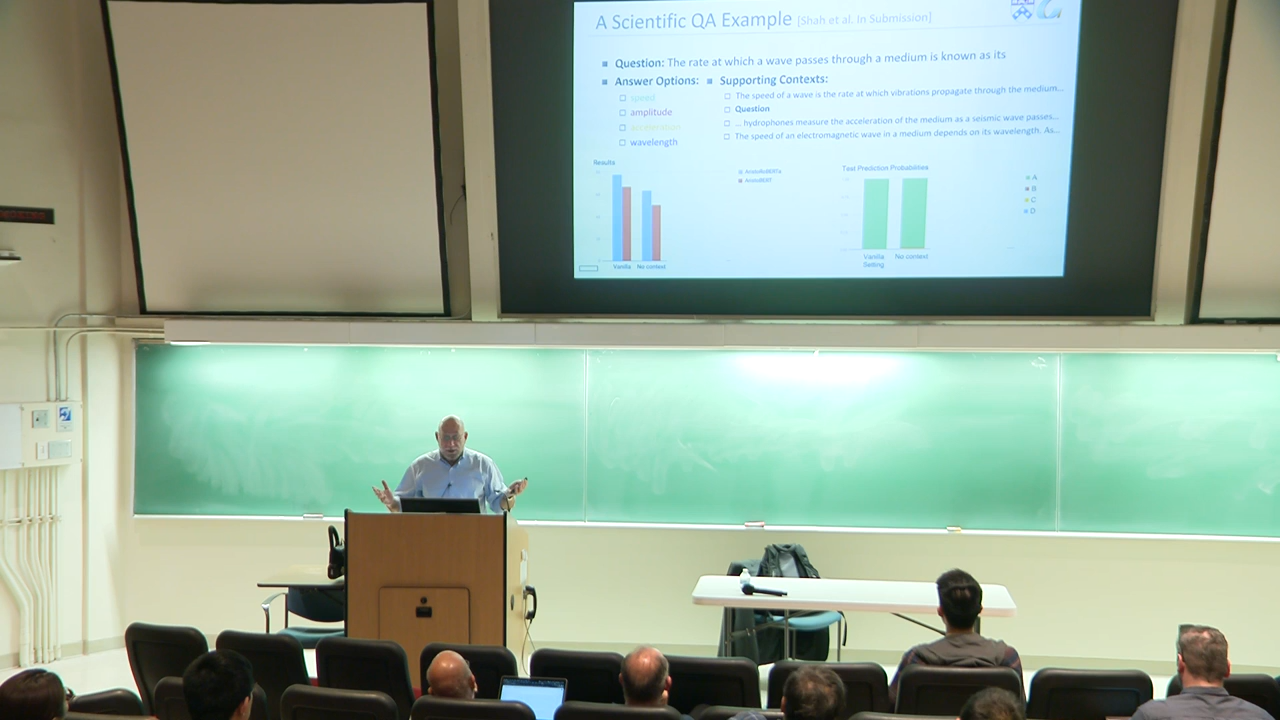 A Scientific QA Example [Shah et al. in Submission]
Question: The rate at which a wave passes through a medium is known as its
Answer Options:
speed
amplitude
acceleration
wavelength
Supporting Contexts:
The speed of a wave is the rate at which vibrations propagate through the medium...
Question
... hydrophones measure the acceleration of the medium as a seismic wave passes...
The speed of an electromagnetic wave in a medium depends on its wavelength. As...
Results
Vanilla No context
Test Prediction Probabilities
A
B
C
D
Vanilla Setting No context